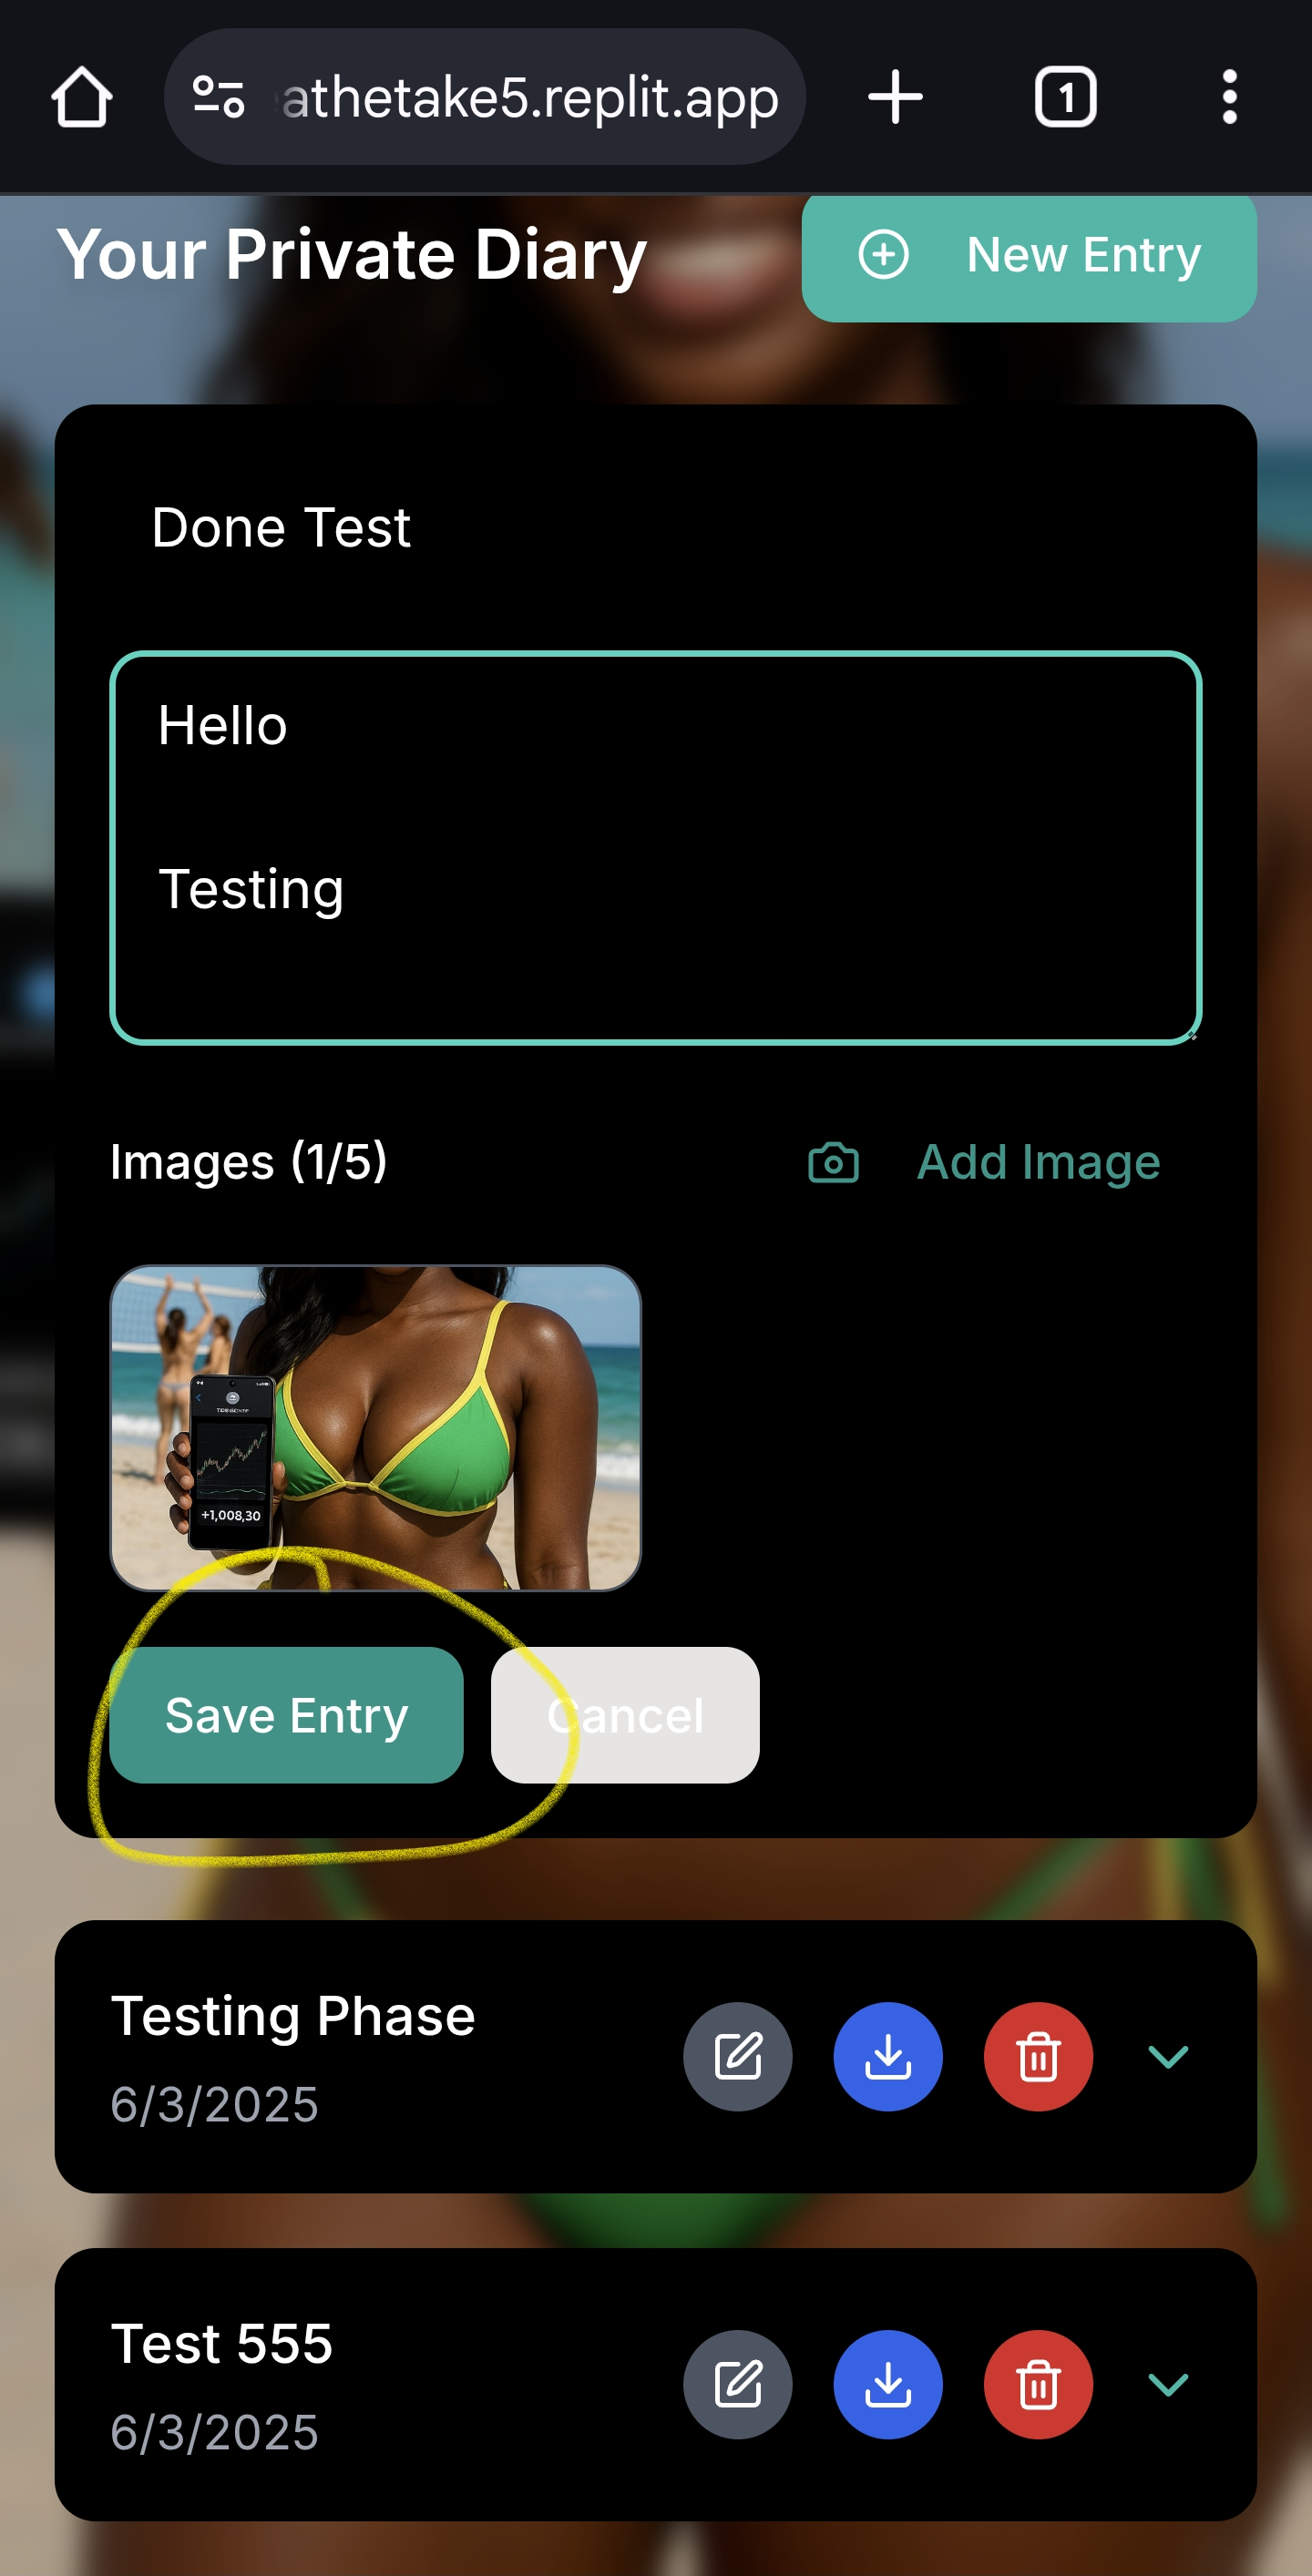 athetake5.replit.app
1
Your Private Diary
New Entry
Done Test
Hello
Testing
Images (1/5)
Add Image
+1,008,30
Save Entry
Cancel
Testing Phase
6/3/2025
Test 555
6/3/2025